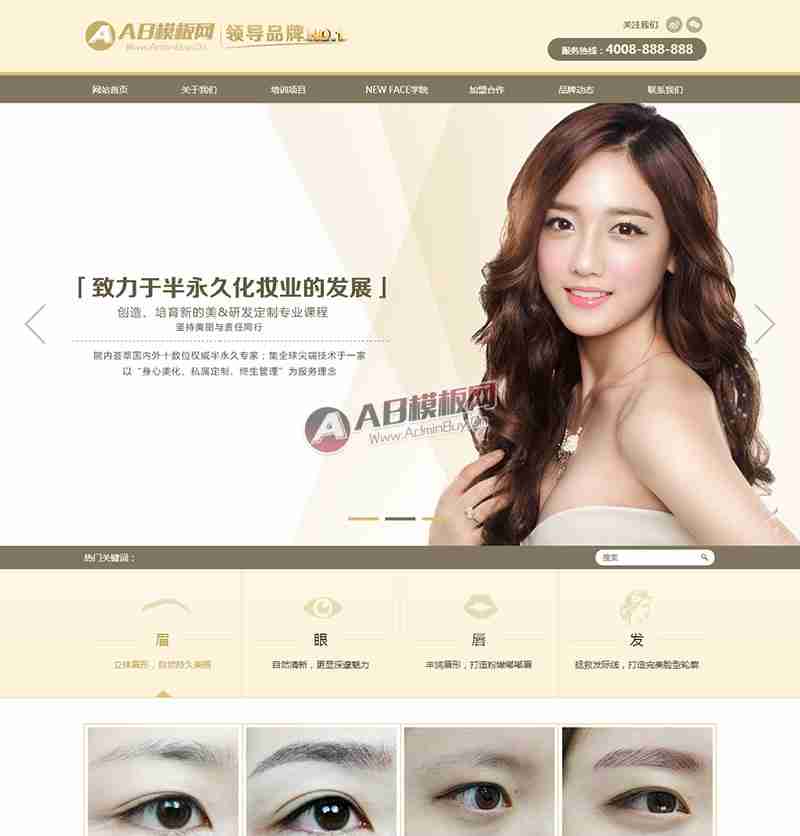 AB模板网
领导品牌NO.1
Www.AdminBuy.Cn
关注我们
服务热线：4008-888-888
网站首页 关于我们 培训项目 NEW FACE学院 加盟合作 品牌动态 联系我们
「致力于半永久化妆业的发展」
创造、培育新的美&研发定制专业课程
坚持美丽与责任同行
院内荟萃国内外十数位权威半永久专家；集全球尖端技术于一家
以“身心美化、私属定制、终生管理”为服务理念
AB模板网
Www.AdminBuy.Cn
热门关键词：
搜索
眉 眼 唇 发
立体眉形，自然持久美丽 自然清新，更显深邃魅力 丰润唇形，打造粉嫩嘟嘟唇 拯救发际线，打造完美脸型轮廓